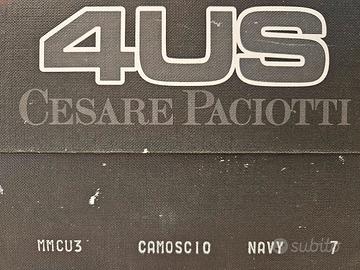 4US
CESARE PACIOTTI
MMCU3 CAMOSCIO NAVY 7
subito